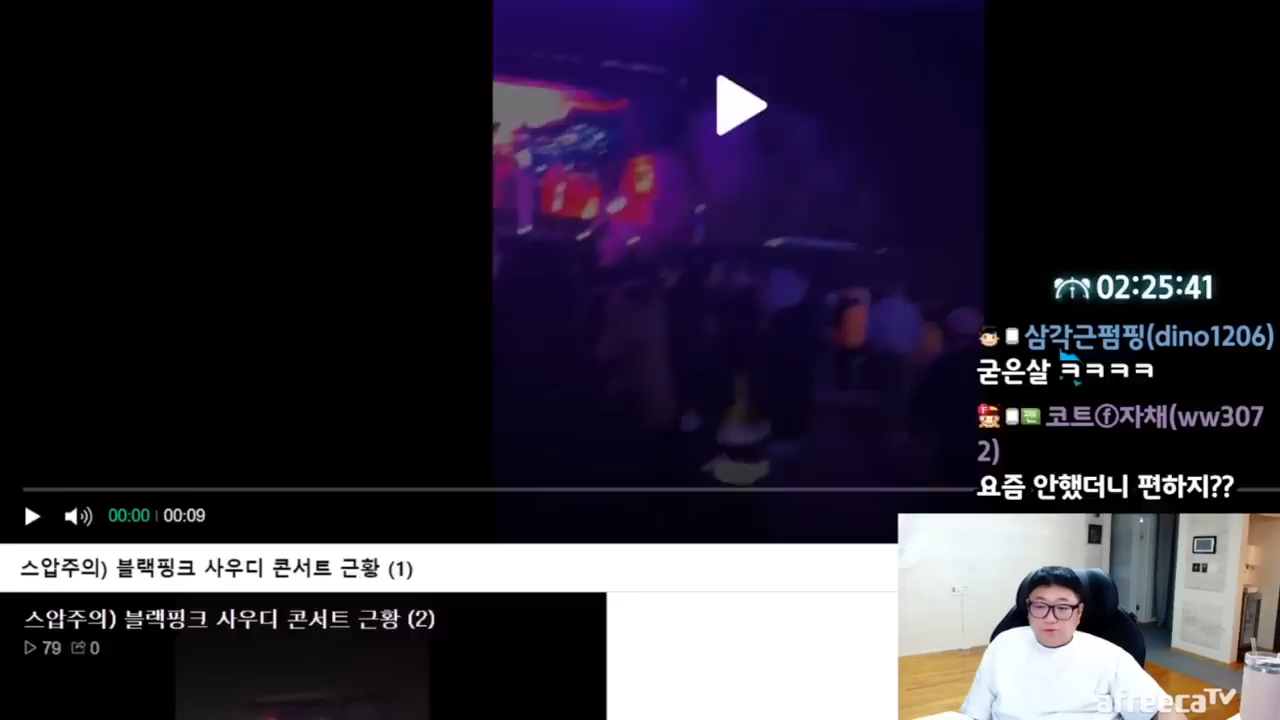 02:25:41
삼각근펌핑(dino1206)
굳은살 ㅋㅋㅋㅋ
코트ⓕ자채(ww307
2)
요즘 안했더니 편하지??
00:00 | 00:09
스압주의) 블랙핑크 사우디 콘서트 근황 (1)
스압주의) 블랙핑크 사우디 콘서트 근황 (2)
79 0
afreecaTV